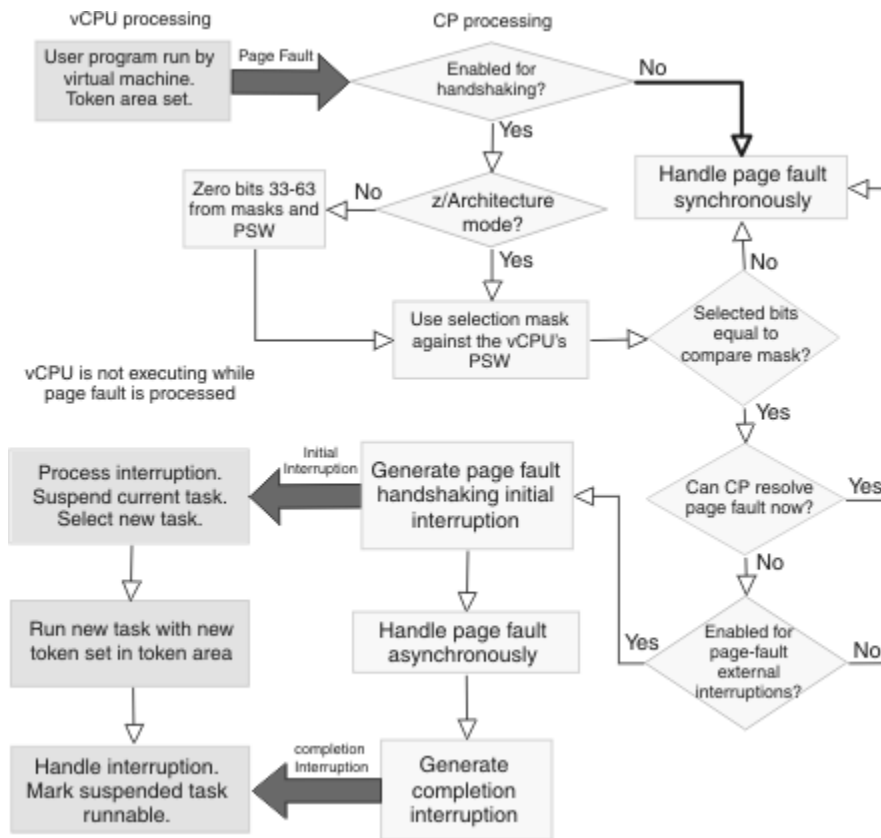 vCPU processing
CP processing
User program run by
virtual machine.
Token area set.
Page Fault
Enabled for
handshaking?
No
Yes
Handle page fault
synchronously
Zero bits 33-63
from masks and
PSW
No
z/Architecture
mode?
Yes
No
Use selection mask
against the vCPU's
PSW
Selected bits
equal to
compare mask?
vCPU is not executing while
page fault is processed
Yes
Process interruption.
Suspend current task.
Select new task.
Initial
Interruption
Generate page fault
handshaking initial
interruption
Can CP resolve
page fault now?
Yes
No
Run new task with new
token set in token area
Handle page fault
asynchronously
Yes
Enabled for
page-fault
external
interruptions?
No
Handle interruption.
Mark suspended task
runnable.
completion
Interruption
Generate
completion
interruption